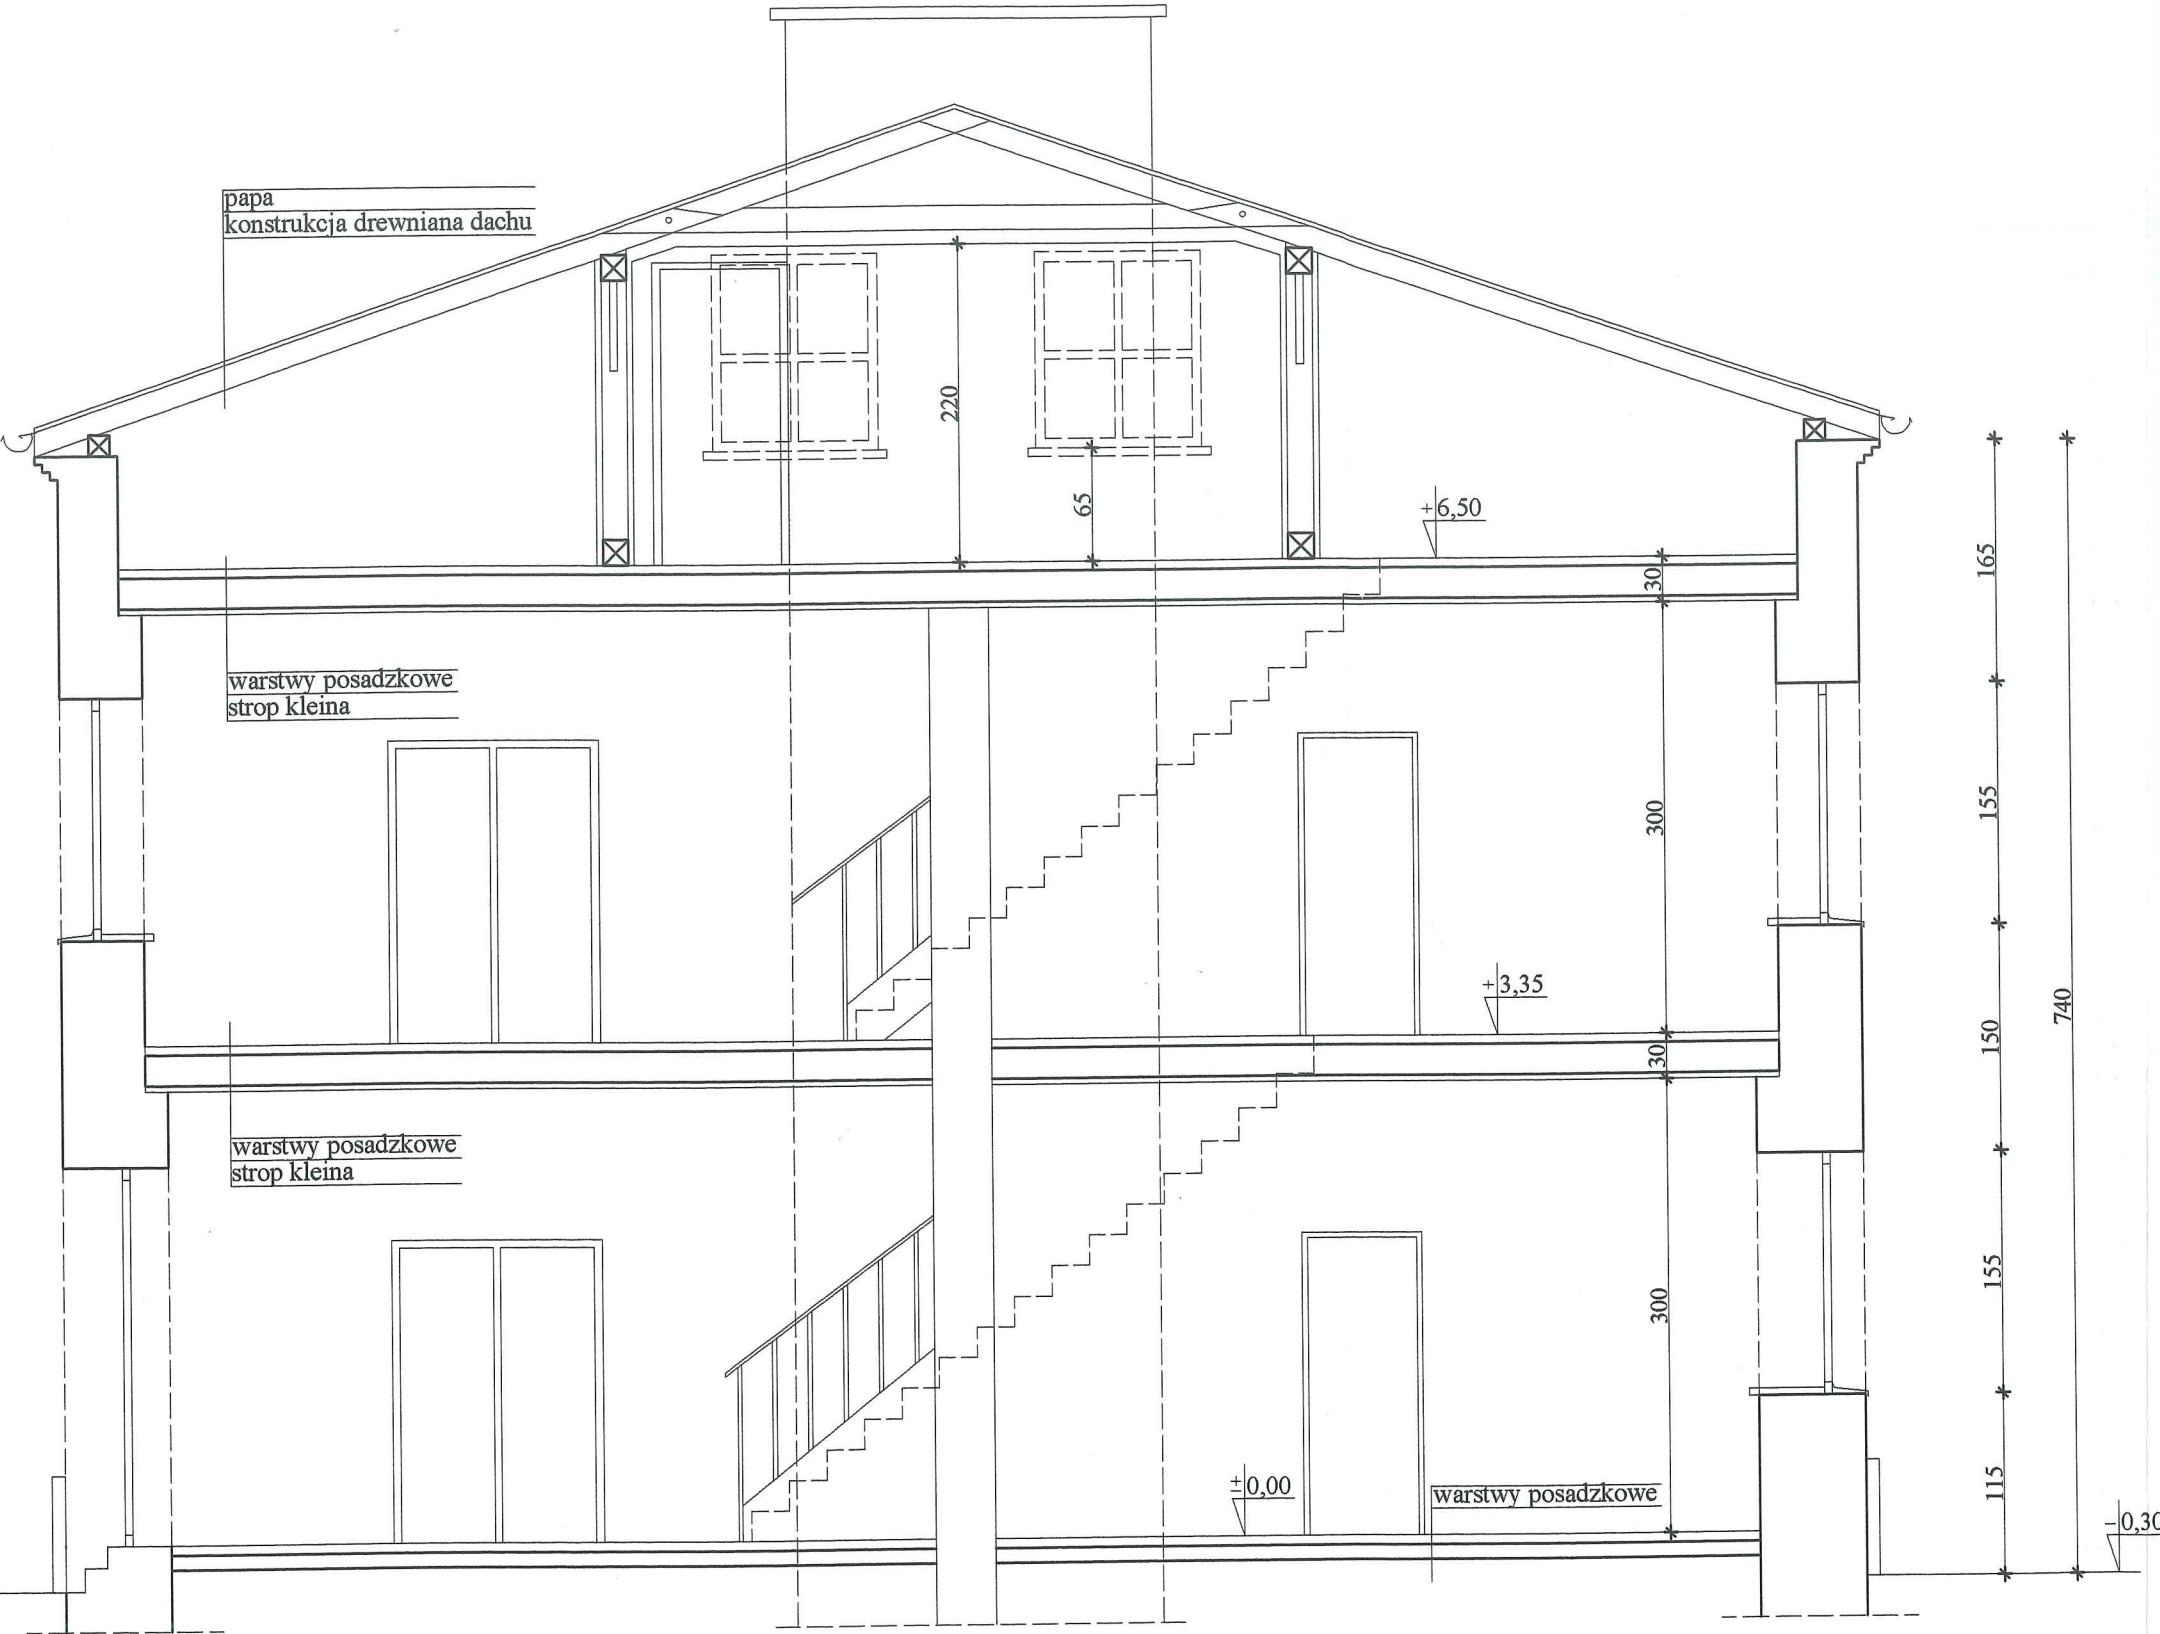 papa
konstrukcja drewniana dachu
220
65
+6,50
30
165
warstwy posadzkowe
strop kleina
300
155
+3,35
740
150
30
warstwy posadzkowe
strop kleina
155
300
±0,00
warstwy posadzkowe
115
-0,30